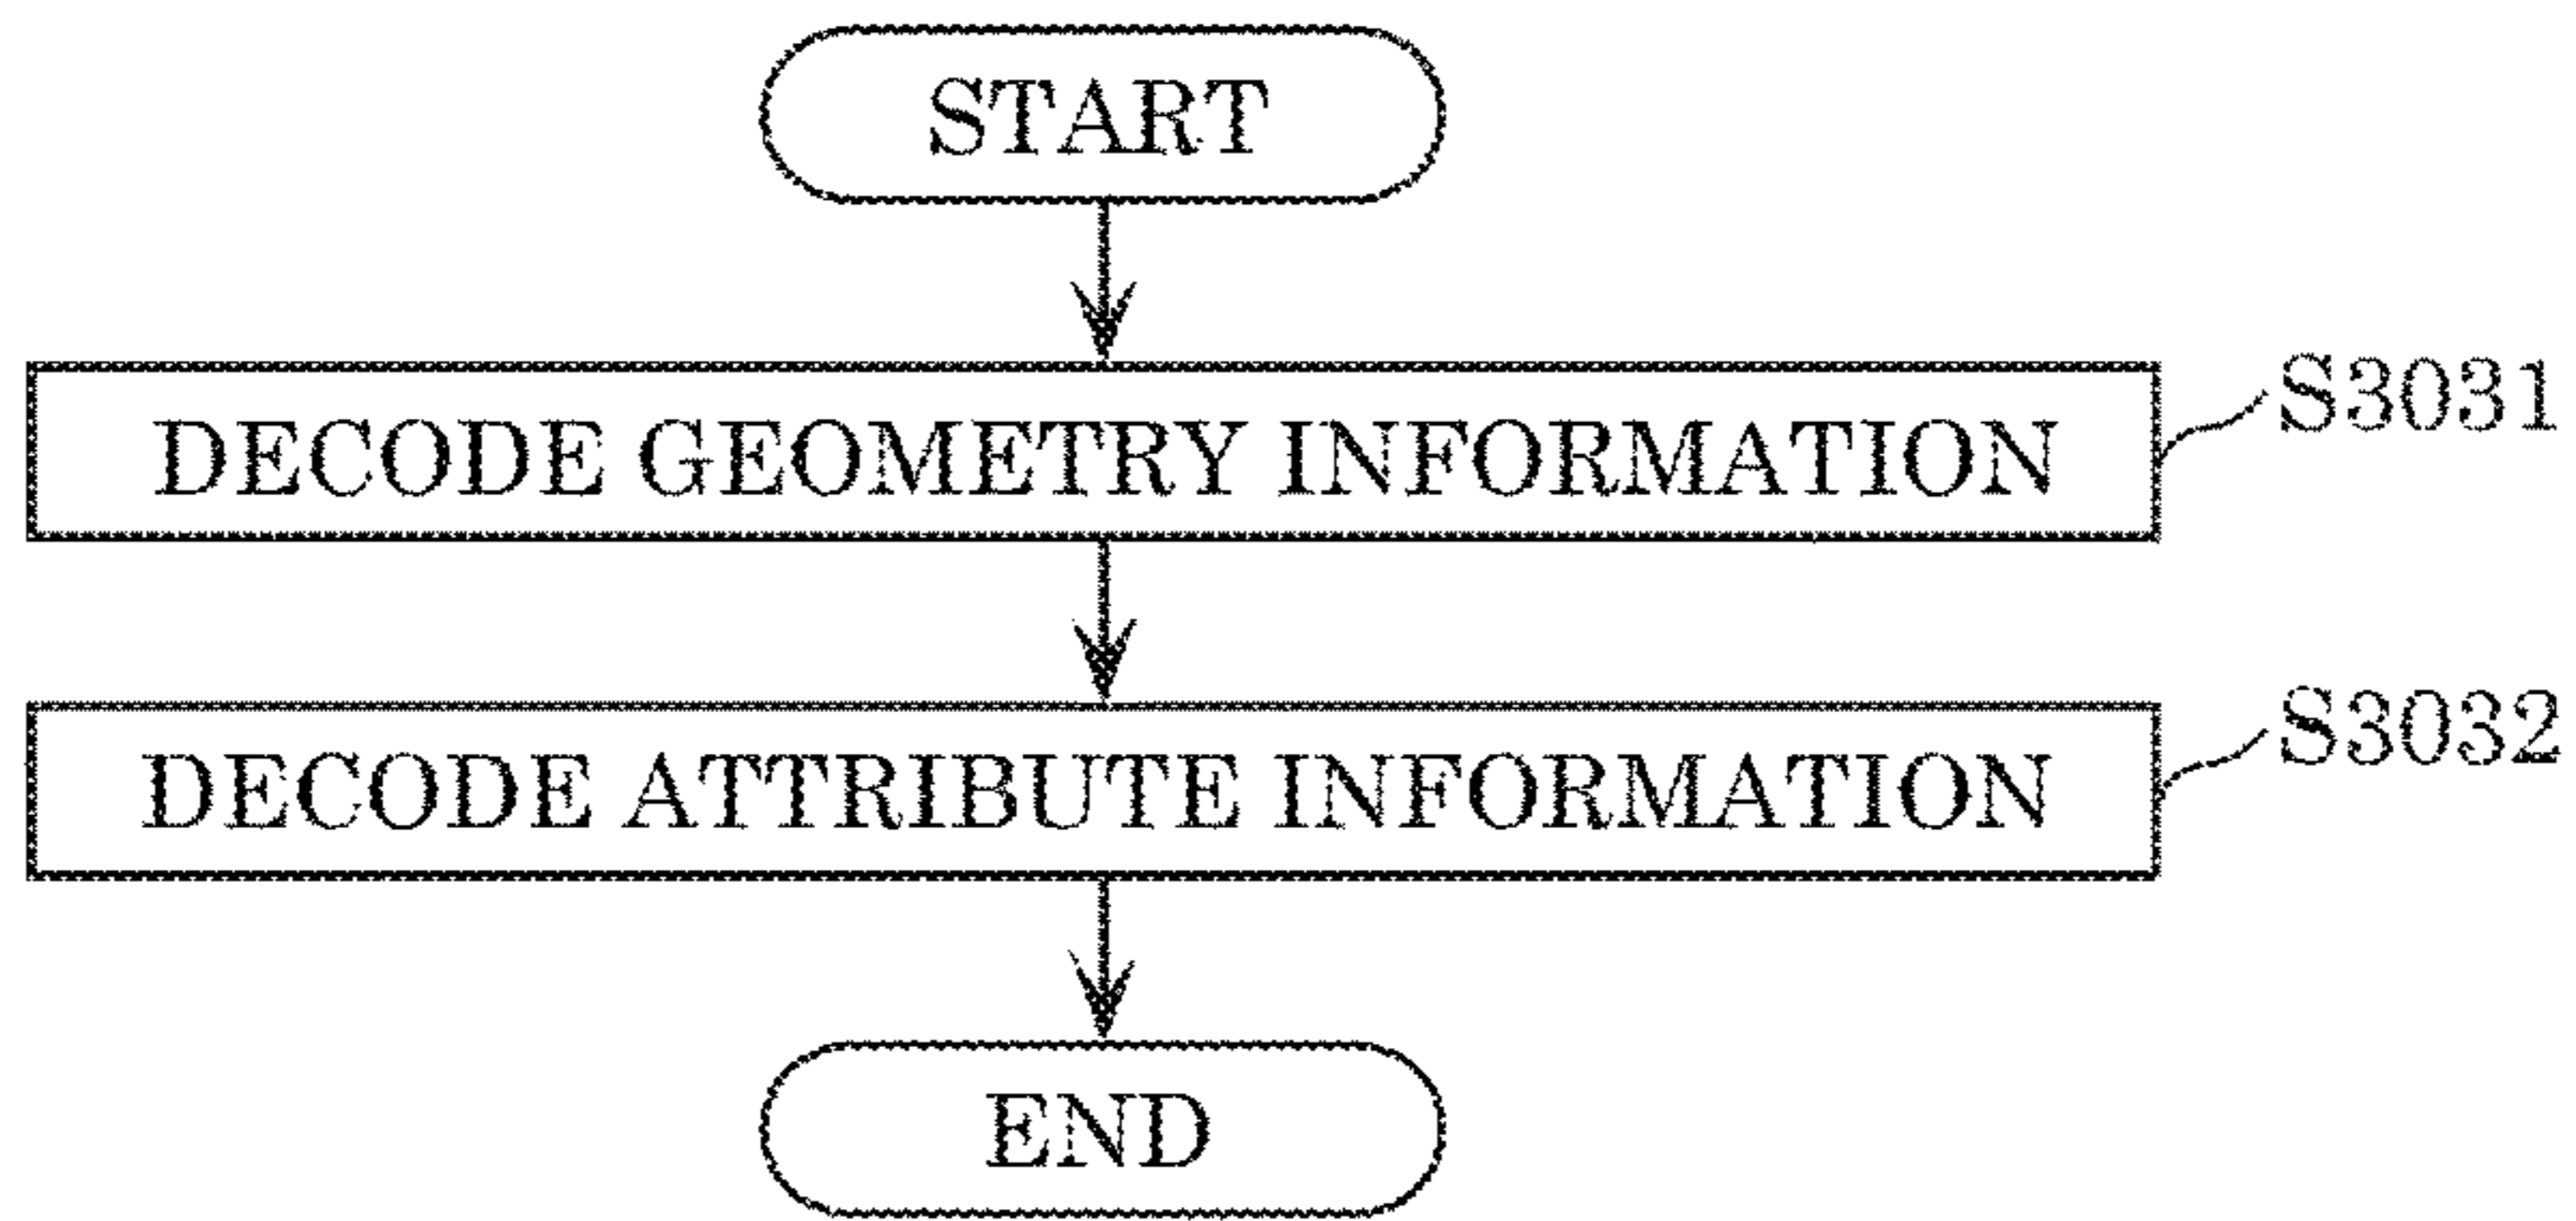 START
DECODE GEOMETRY INFORMATION
S3031
DECODE ATTRIBUTE INFORMATION
S3032
END